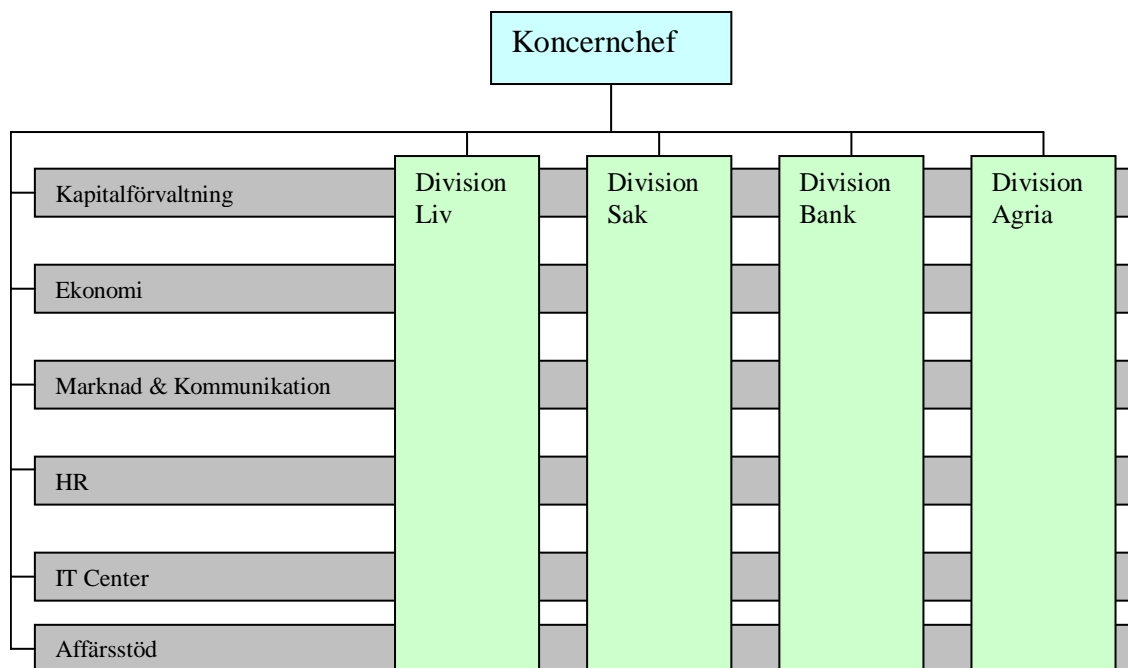 Koncernchef
Kapitalförvaltning
Division
Liv
Division
Sak
Division
Bank
Division
Agria
Ekonomi
Marknad & Kommunikation
HR
IT Center
Affärsstöd